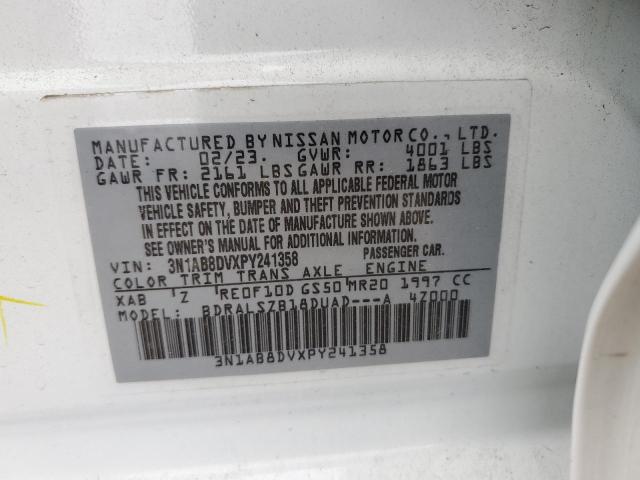 MANUFACTURED BY NISSAN MOTOR CO., LTD.
DATE: 02/23. GVWR: 4001 LBS
GAWR FR: 2161 LBS GAWR RR: 1863 LBS
THIS VEHICLE CONFORMS TO ALL APPLICABLE FEDERAL MOTOR
VEHICLE SAFETY, BUMPER AND THEFT PREVENTION STANDARDS
IN EFFECT ON THE DATE OF MANUFACTURE SHOWN ABOVE.
SEE OWNER'S MANUAL FOR ADDITIONAL INFORMATION.
VIN: 3N1AB8DVXPY241358 PASSENGER CAR.
COLOR TRIM TRANS AXLE ENGINE
XAB Z RE0F10D GS50 MR20 1997 CC
MODEL: BDRALSZB18DUAD---A 47000
3N1AB8DVXPY241358